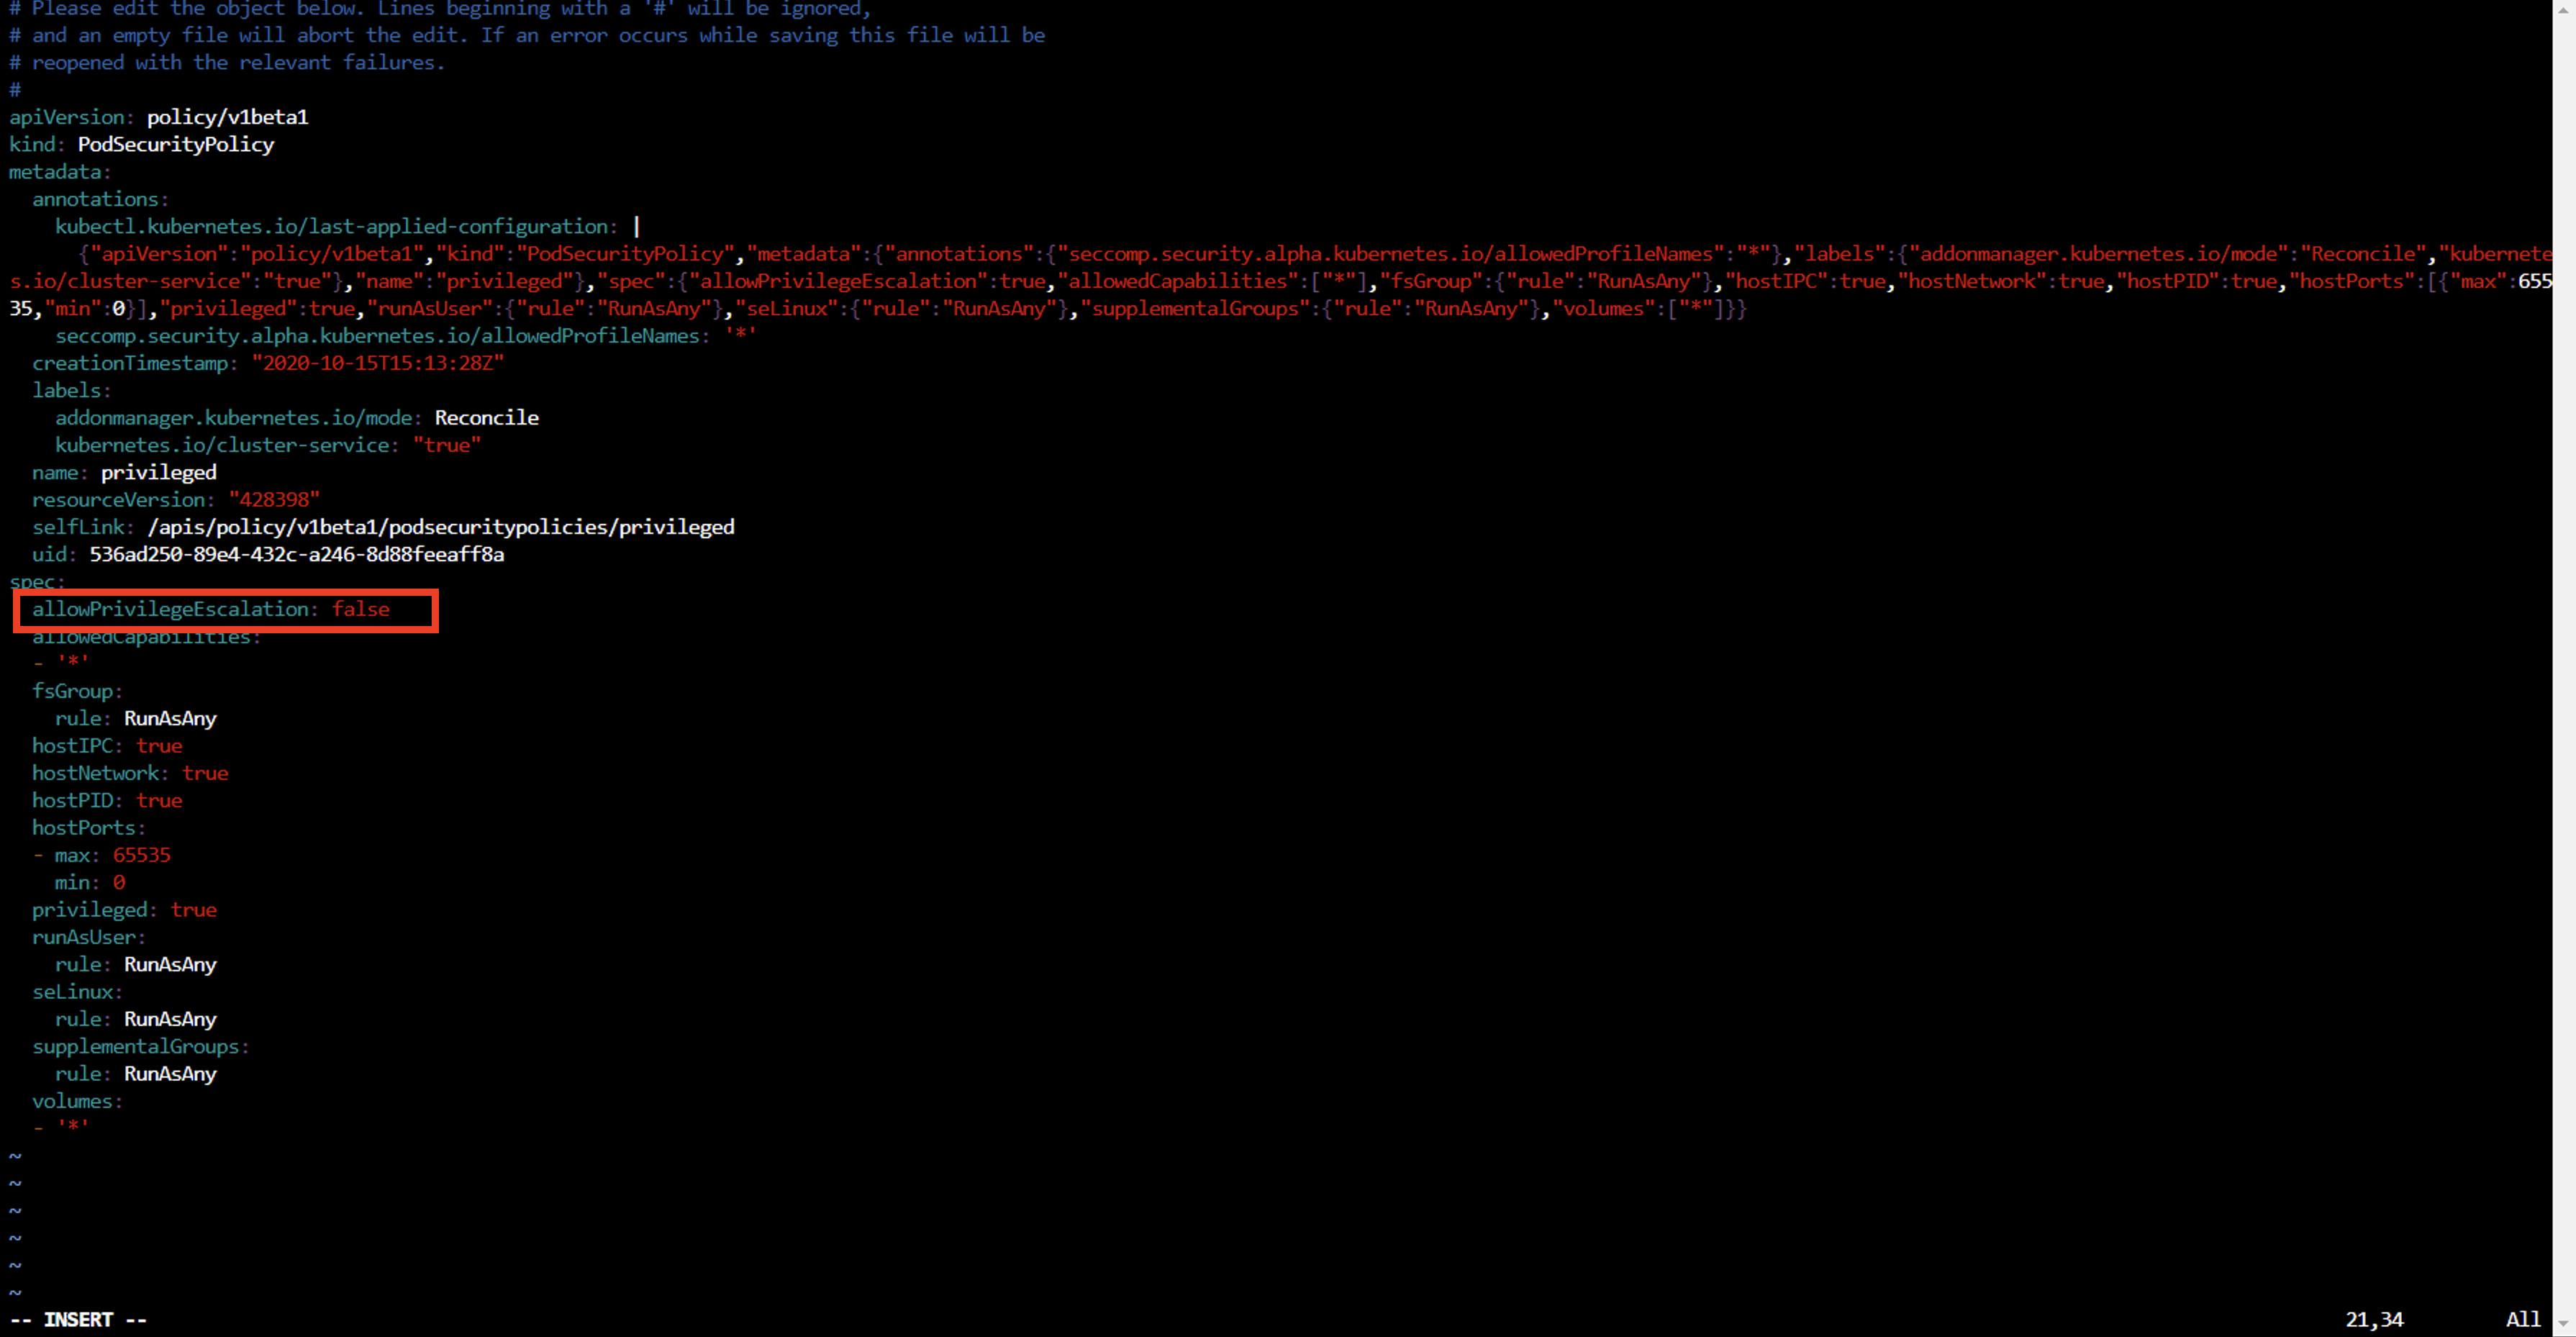 # Please edit the object below. Lines beginning with a '#' will be ignored,
# and an empty file will abort the edit. If an error occurs while saving this file will be
# reopened with the relevant failures.
#
apiVersion: policy/v1beta1
kind: PodSecurityPolicy
metadata:
  annotations:
    kubectl.kubernetes.io/last-applied-configuration: |
      {"apiVersion":"policy/v1beta1","kind":"PodSecurityPolicy","metadata":{"annotations":{"seccomp.security.alpha.kubernetes.io/allowedProfileNames":"*"},"labels":{"addonmanager.kubernetes.io/mode":"Reconcile","kubernete
s.io/cluster-service":"true"},"name":"privileged"},"spec":{"allowPrivilegeEscalation":true,"allowedCapabilities":["*"],"fsGroup":{"rule":"RunAsAny"},"hostIPC":true,"hostNetwork":true,"hostPID":true,"hostPorts":[{"max":655
35,"min":0}],"privileged":true,"runAsUser":{"rule":"RunAsAny"},"seLinux":{"rule":"RunAsAny"},"supplementalGroups":{"rule":"RunAsAny"},"volumes":["*"]}}
    seccomp.security.alpha.kubernetes.io/allowedProfileNames: '*'
  creationTimestamp: "2020-10-15T15:13:28Z"
  labels:
    addonmanager.kubernetes.io/mode: Reconcile
    kubernetes.io/cluster-service: "true"
  name: privileged
  resourceVersion: "428398"
  selfLink: /apis/policy/v1beta1/podsecuritypolicies/privileged
  uid: 536ad250-89e4-432c-a246-8d88feeaff8a
spec:
  allowPrivilegeEscalation: false
  allowedCapabilities:
  - '*'
  fsGroup:
    rule: RunAsAny
  hostIPC: true
  hostNetwork: true
  hostPID: true
  hostPorts:
  - max: 65535
    min: 0
  privileged: true
  runAsUser:
    rule: RunAsAny
  seLinux:
    rule: RunAsAny
  supplementalGroups:
    rule: RunAsAny
  volumes:
  - '*'
~
~
~
~
~
~
-- INSERT -- 21,34 All